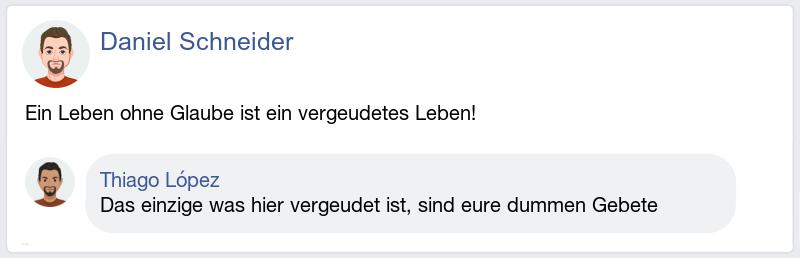 Daniel Schneider
Ein Leben ohne Glaube ist ein vergeudetes Leben!
Thiago López
Das einzige was hier vergeudet ist, sind eure dummen Gebete